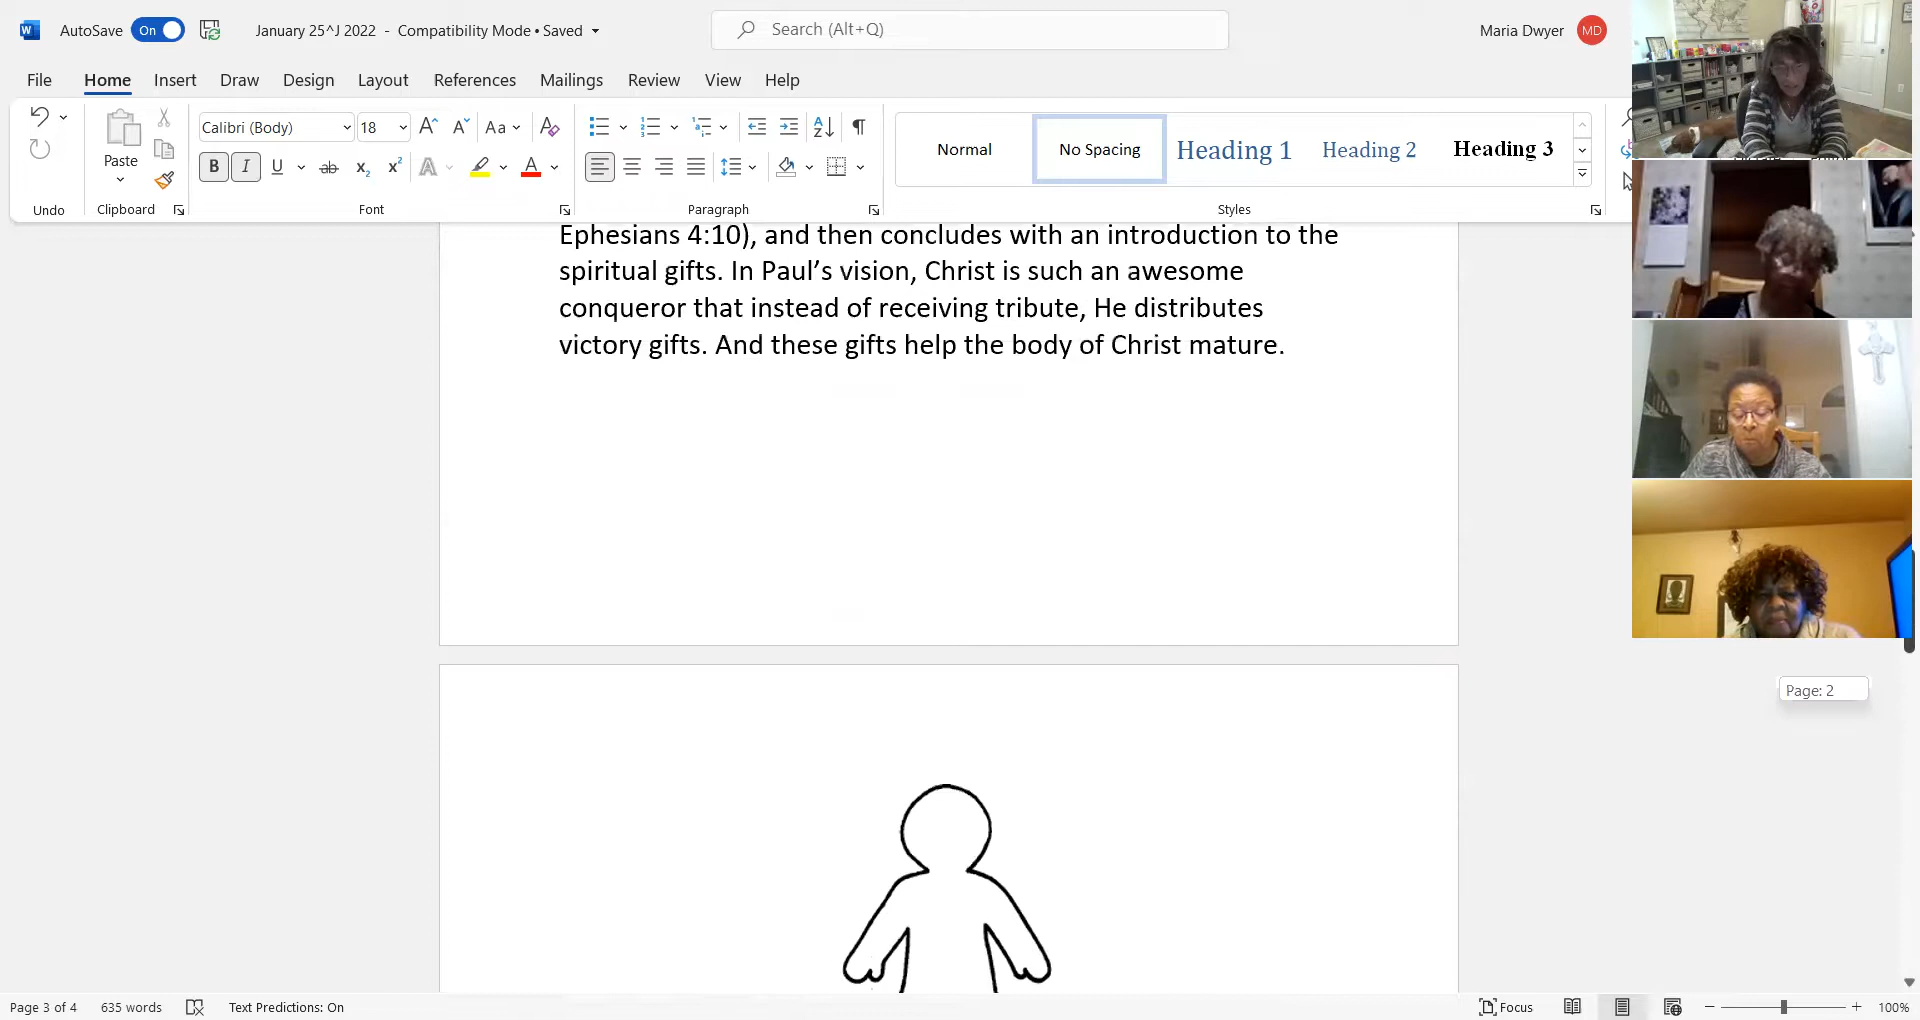 AutoSave On January 25^J 2022 - Compatibility Mode • Saved Search (Alt+Q) Maria Dwyer MD
File Home Insert Draw Design Layout References Mailings Review View Help
Calibri (Body) 18 Aa
Paste
B I U ab x2 x2 A A
Normal No Spacing Heading 1 Heading 2 Heading 3
Undo Clipboard Font Paragraph Styles
Ephesians 4:10), and then concludes with an introduction to the
spiritual gifts. In Paul’s vision, Christ is such an awesome
conqueror that instead of receiving tribute, He distributes
victory gifts. And these gifts help the body of Christ mature.
Page: 2
Page 3 of 4 635 words Text Predictions: On Focus 100%